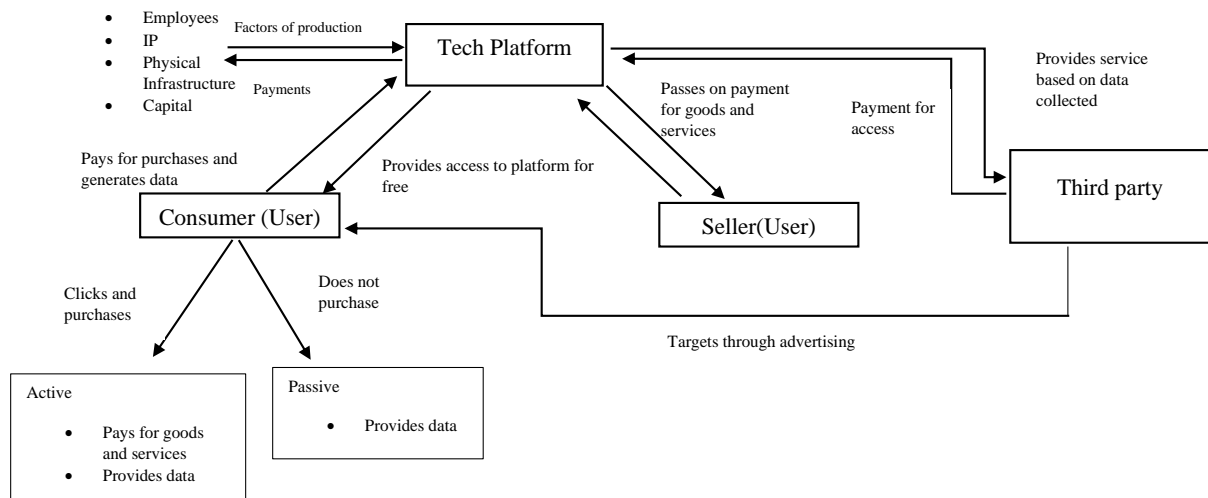 Employees
IP
Physical
Infrastructure
Capital
Factors of production
Payments
Tech Platform
Passes on payment
for goods and
services
Payment for
access
Provides service
based on data
collected
Pays for purchases and
generates data
Provides access to platform for
free
Consumer (User)
Seller(User)
Third party
Clicks and
purchases
Does not
purchase
Targets through advertising
Active
Pays for goods
and services
Provides data
Passive
Provides data